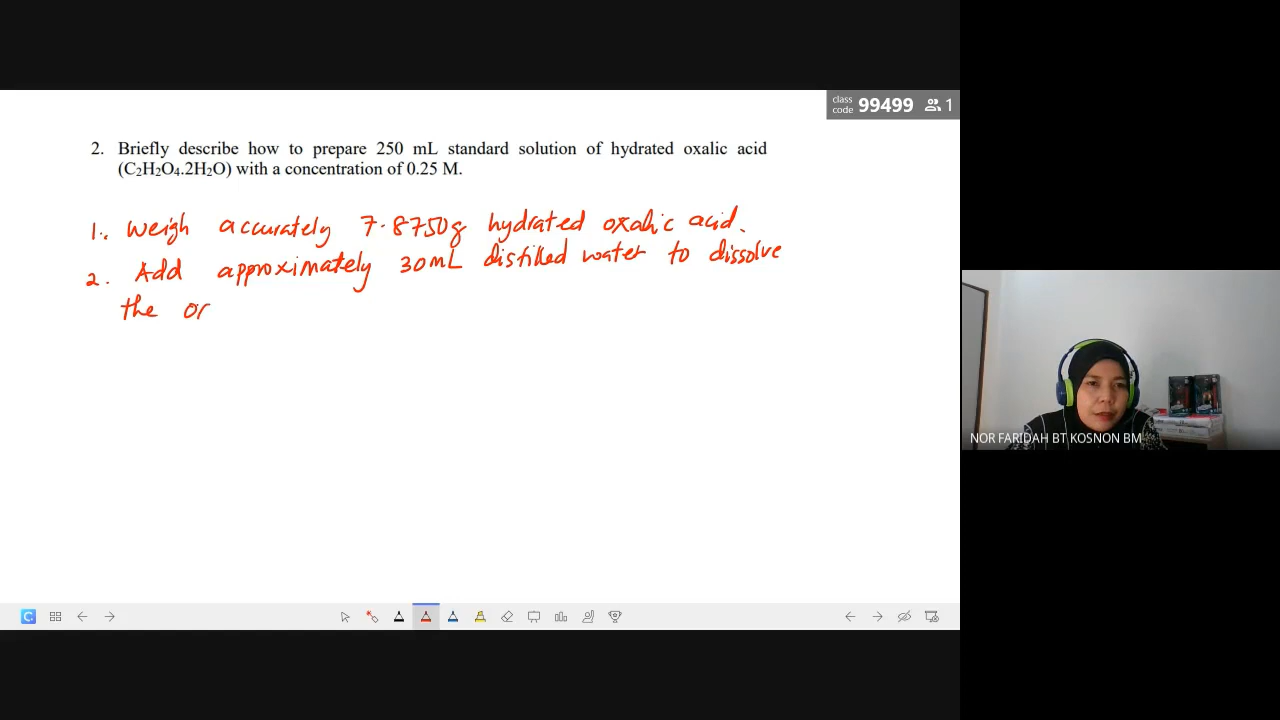 class
code 99499 1
2. Briefly describe how to prepare 250 mL standard solution of hydrated oxalic acid
(C₂H₂O₄.2H₂O) with a concentration of 0.25 M.
1. Weigh accurately 7.8750g hydrated oxalic acid.
2. Add approximately 30mL distilled water to dissolve
the or
NOR FARIDAH BT KOSNON BM